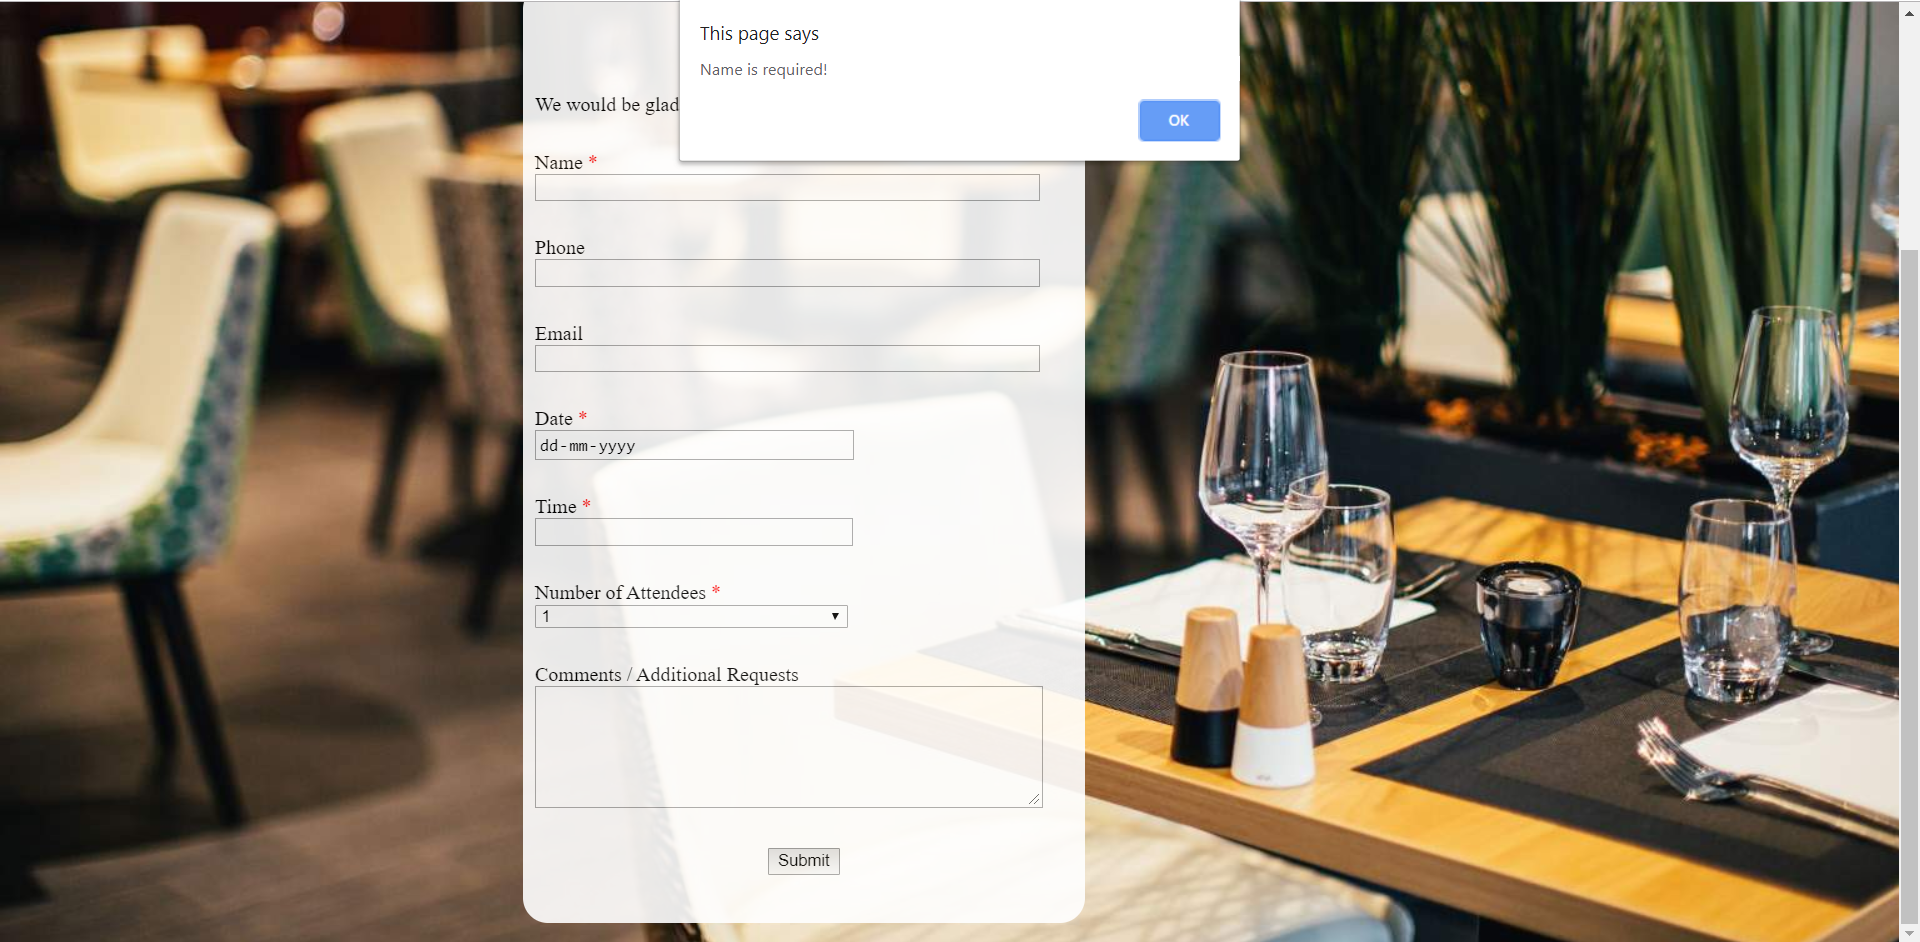 This page says
Name is required!
OK
We would be glad
Name *
Phone
Email
Date *
dd-mm-yyyy
Time *
Number of Attendees *
1
Comments / Additional Requests
Submit